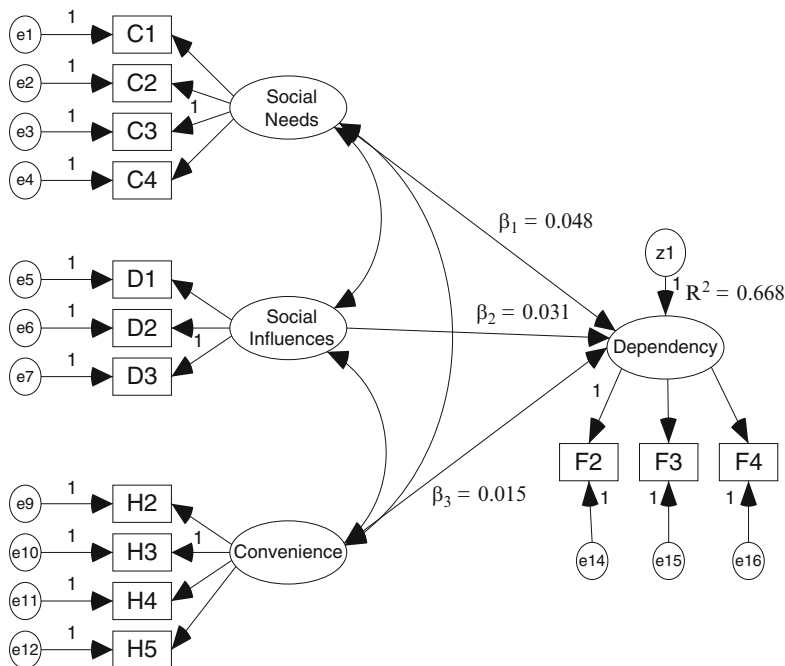 e1 1 C1
e2 1 C2
e3 1 C3 1
e4 1 C4
Social
Needs
β1 = 0.048
z1
1
R² = 0.668
e5 1 D1
e6 1 D2
e7 1 D3
1
Social
Influences
β2 = 0.031
Dependency
1
F2 F3 F4
1 1 1
e14 e15 e16
β3 = 0.015
e9 1 H2
e10 1 H3 1
e11 1 H4
e12 1 H5
Convenience